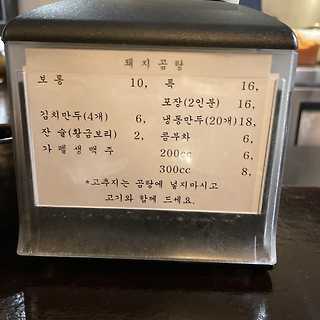 돼지곰탕
보통 10, 특 16,
포장(2인분) 16,
김치만두(4개) 6, 냉동만두(20개) 18,
잔 술(황금보리) 2, 콤부차 6,
가펠생맥주 200cc 6,
300cc 8,
*고추지는 곰탕에 넣지마시고
고기와 함께 드세요.